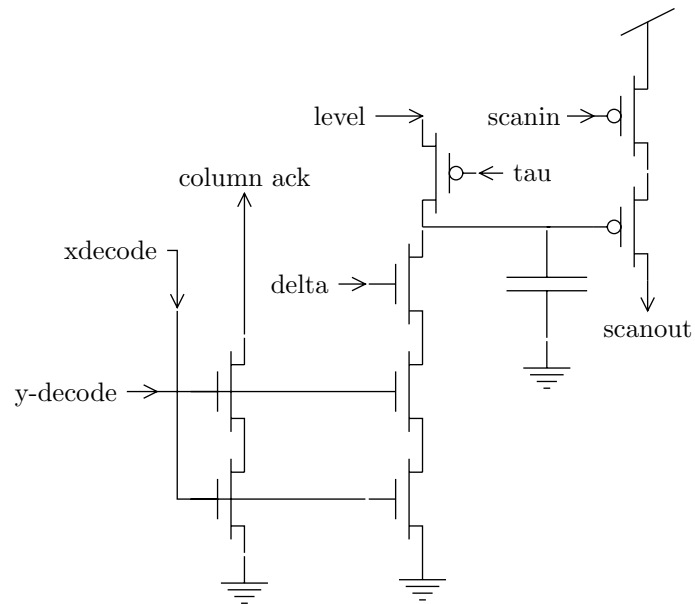 level
scanin
tau
column ack
xdecode
delta
scanout
y-decode